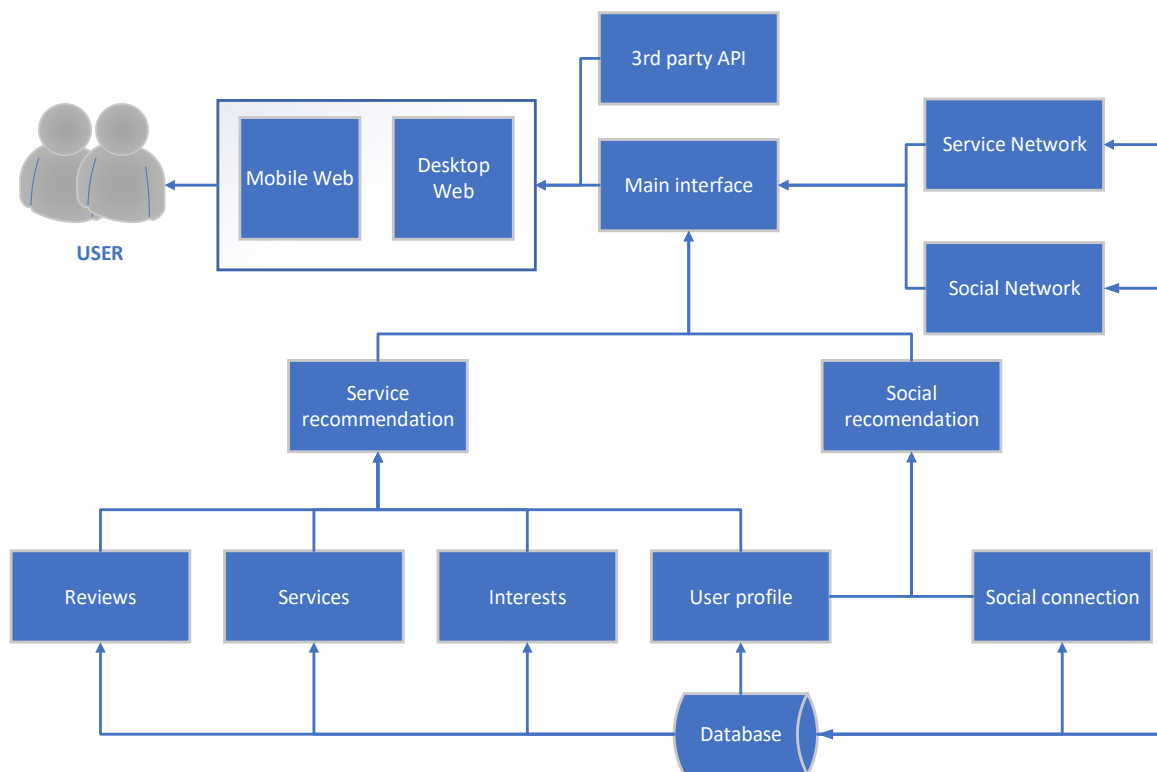 3rd party API
Mobile Web
Desktop
Web
Main interface
Service Network
USER
Social Network
Service
recommendation
Social
recomendation
Reviews
Services
Interests
User profile
Social connection
Database